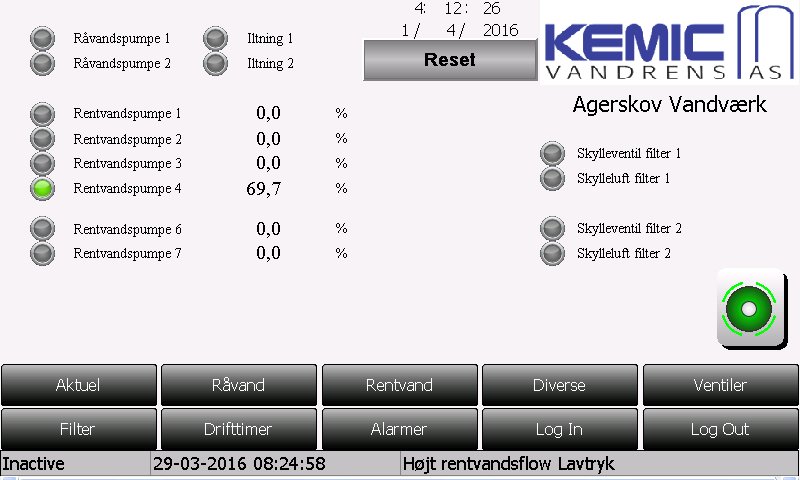 4: 12: 26
1/ 4/ 2016
Reset
KEMIC
VANDRENS AS
Agerskov Vandværk
Råvandspumpe 1 Iltning 1
Råvandspumpe 2 Iltning 2
Rentvandspumpe 1 0,0 %
Rentvandspumpe 2 0,0 %
Rentvandspumpe 3 0,0 %
Rentvandspumpe 4 69,7 %
Rentvandspumpe 6 0,0 %
Rentvandspumpe 7 0,0 %
Skylleventil filter 1
Skylleluft filter 1
Skylleventil filter 2
Skylleluft filter 2
Aktuel Råvand Rentvand Diverse Ventiler
Filter Drifttimer Alarmer Log In Log Out
Inactive 29-03-2016 08:24:58 Højt rentvandsflow Lavtryk